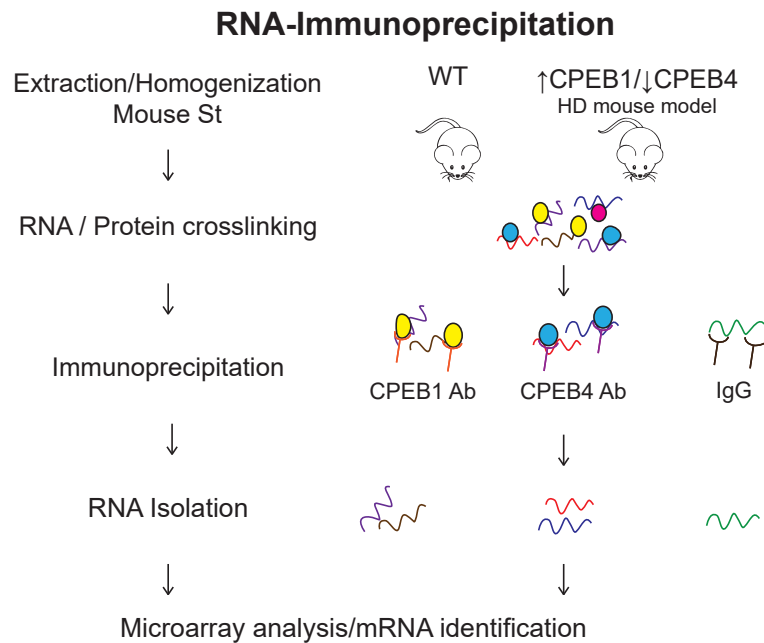 RNA-Immunoprecipitation
Extraction/Homogenization
Mouse St
WT
↑CPEB1/↓CPEB4
HD mouse model
RNA / Protein crosslinking
Immunoprecipitation
CPEB1 Ab
CPEB4 Ab
IgG
RNA Isolation
Microarray analysis/mRNA identification